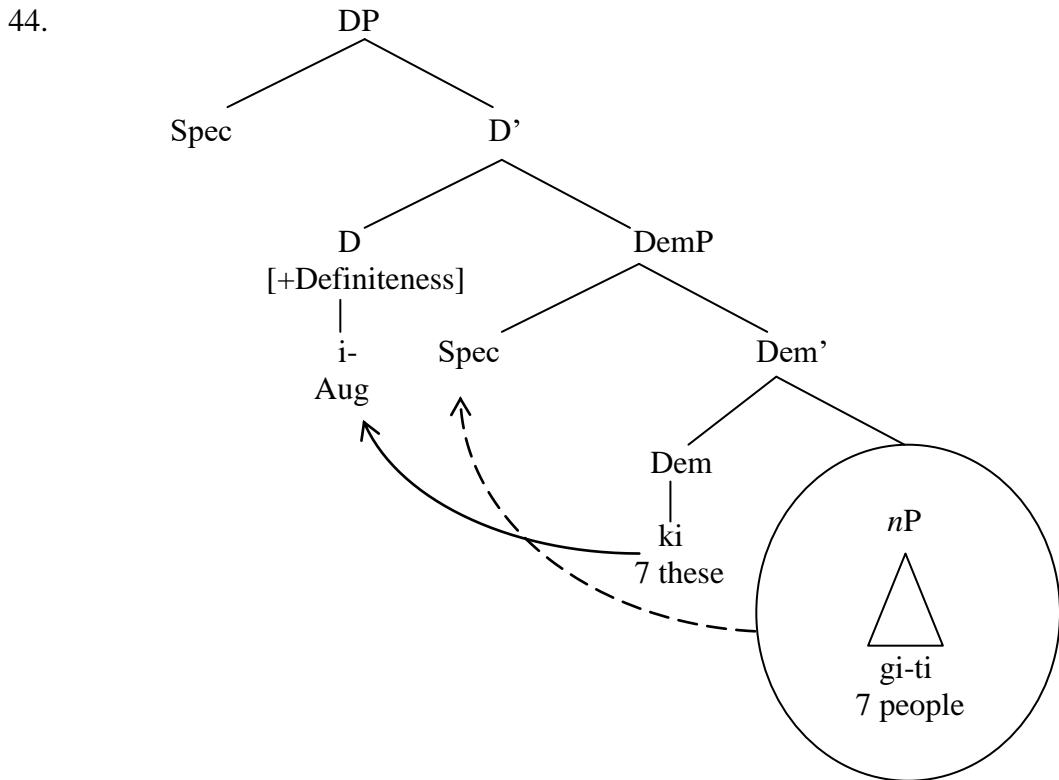 44.
DP
Spec D’
D DemP
[+Definiteness]
i- Spec Dem’
Aug
Dem
nP
ki
7 these
gi-ti
7 people